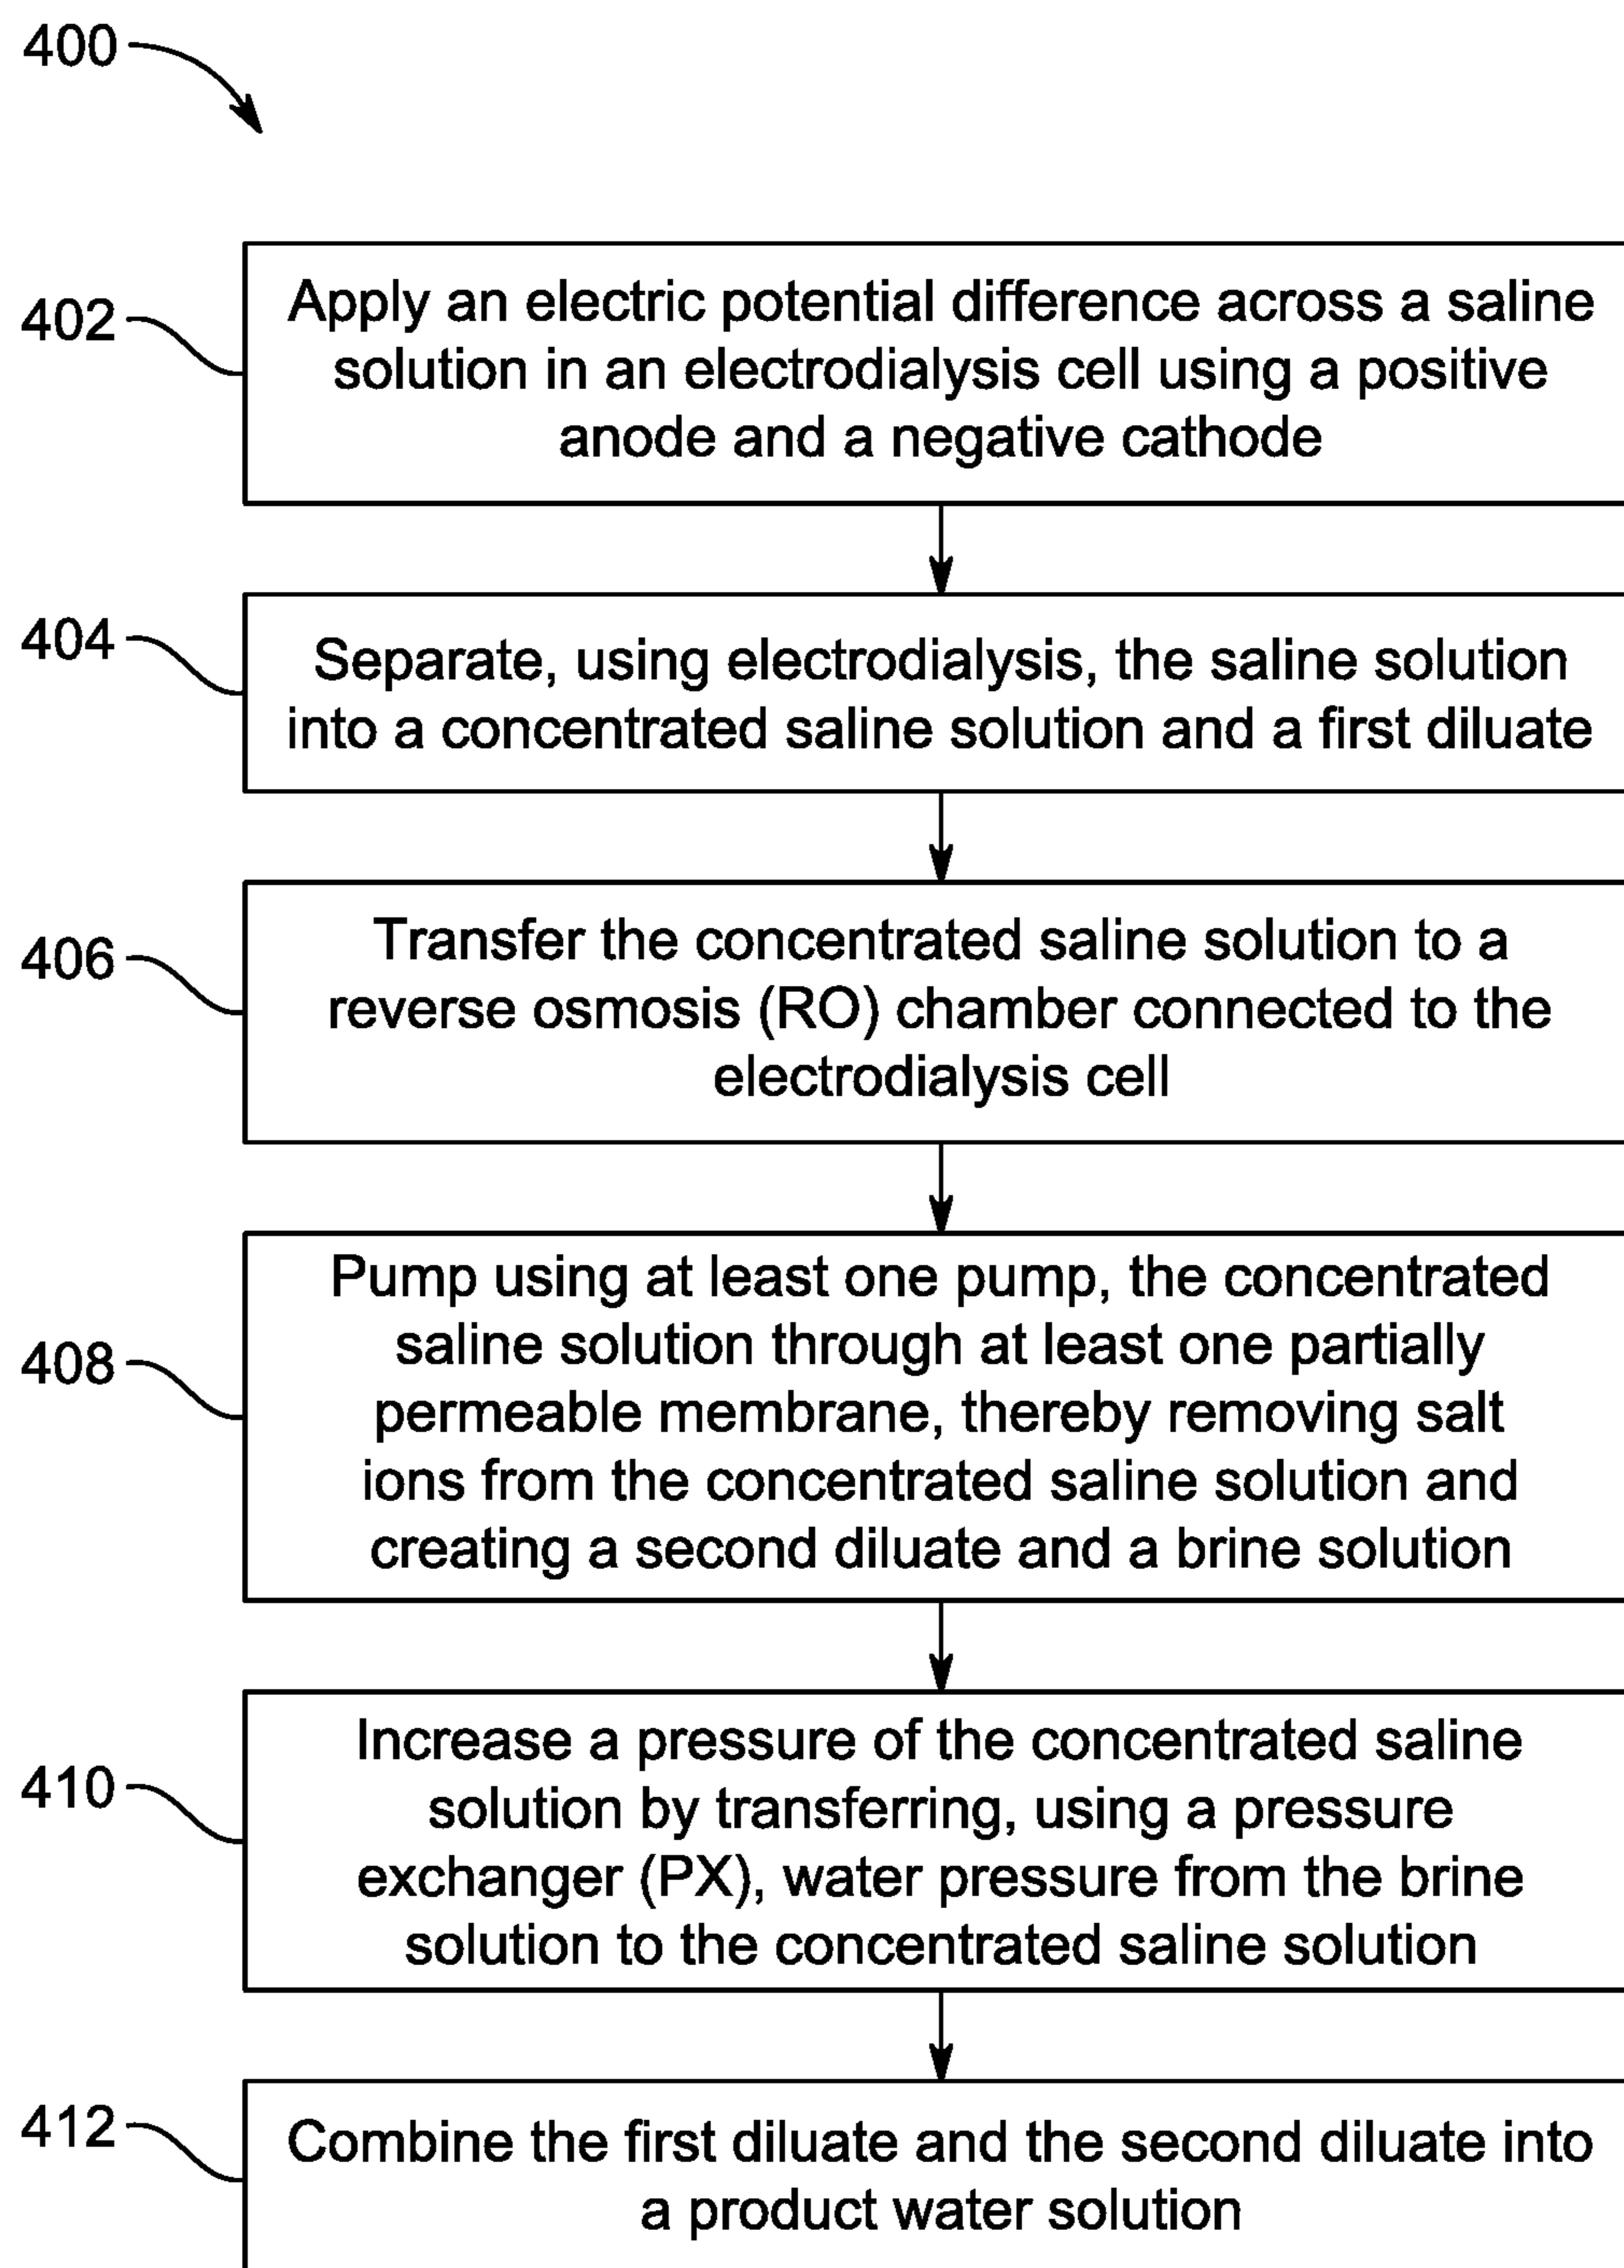 400
402
Apply an electric potential difference across a saline
solution in an electrodialysis cell using a positive
anode and a negative cathode
404
Separate, using electrodialysis, the saline solution
into a concentrated saline solution and a first diluate
406
Transfer the concentrated saline solution to a
reverse osmosis (RO) chamber connected to the
electrodialysis cell
408
Pump using at least one pump, the concentrated
saline solution through at least one partially
permeable membrane, thereby removing salt
ions from the concentrated saline solution and
creating a second diluate and a brine solution
410
Increase a pressure of the concentrated saline
solution by transferring, using a pressure
exchanger (PX), water pressure from the brine
solution to the concentrated saline solution
412
Combine the first diluate and the second diluate into
a product water solution